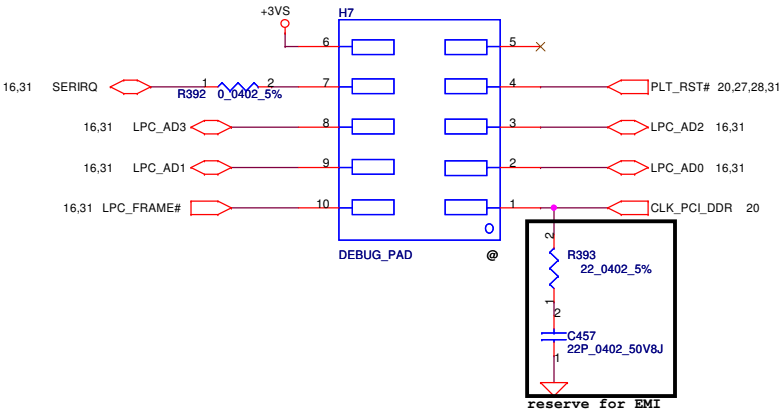 +3VS
H7
6
5
16,31 SERIRQ 1 2 7
R392 0_0402_5%
4 PLT_RST# 20,27,28,31
16,31 LPC_AD3 8
3 LPC_AD2 16,31
16,31 LPC_AD1 9
2 LPC_AD0 16,31
16,31 LPC_FRAME# 10
1 CLK_PCI_DDR 20
DEBUG_PAD
@
2
R393
22_0402_5%
1
2
C457
22P_0402_50V8J
1
reserve for EMI